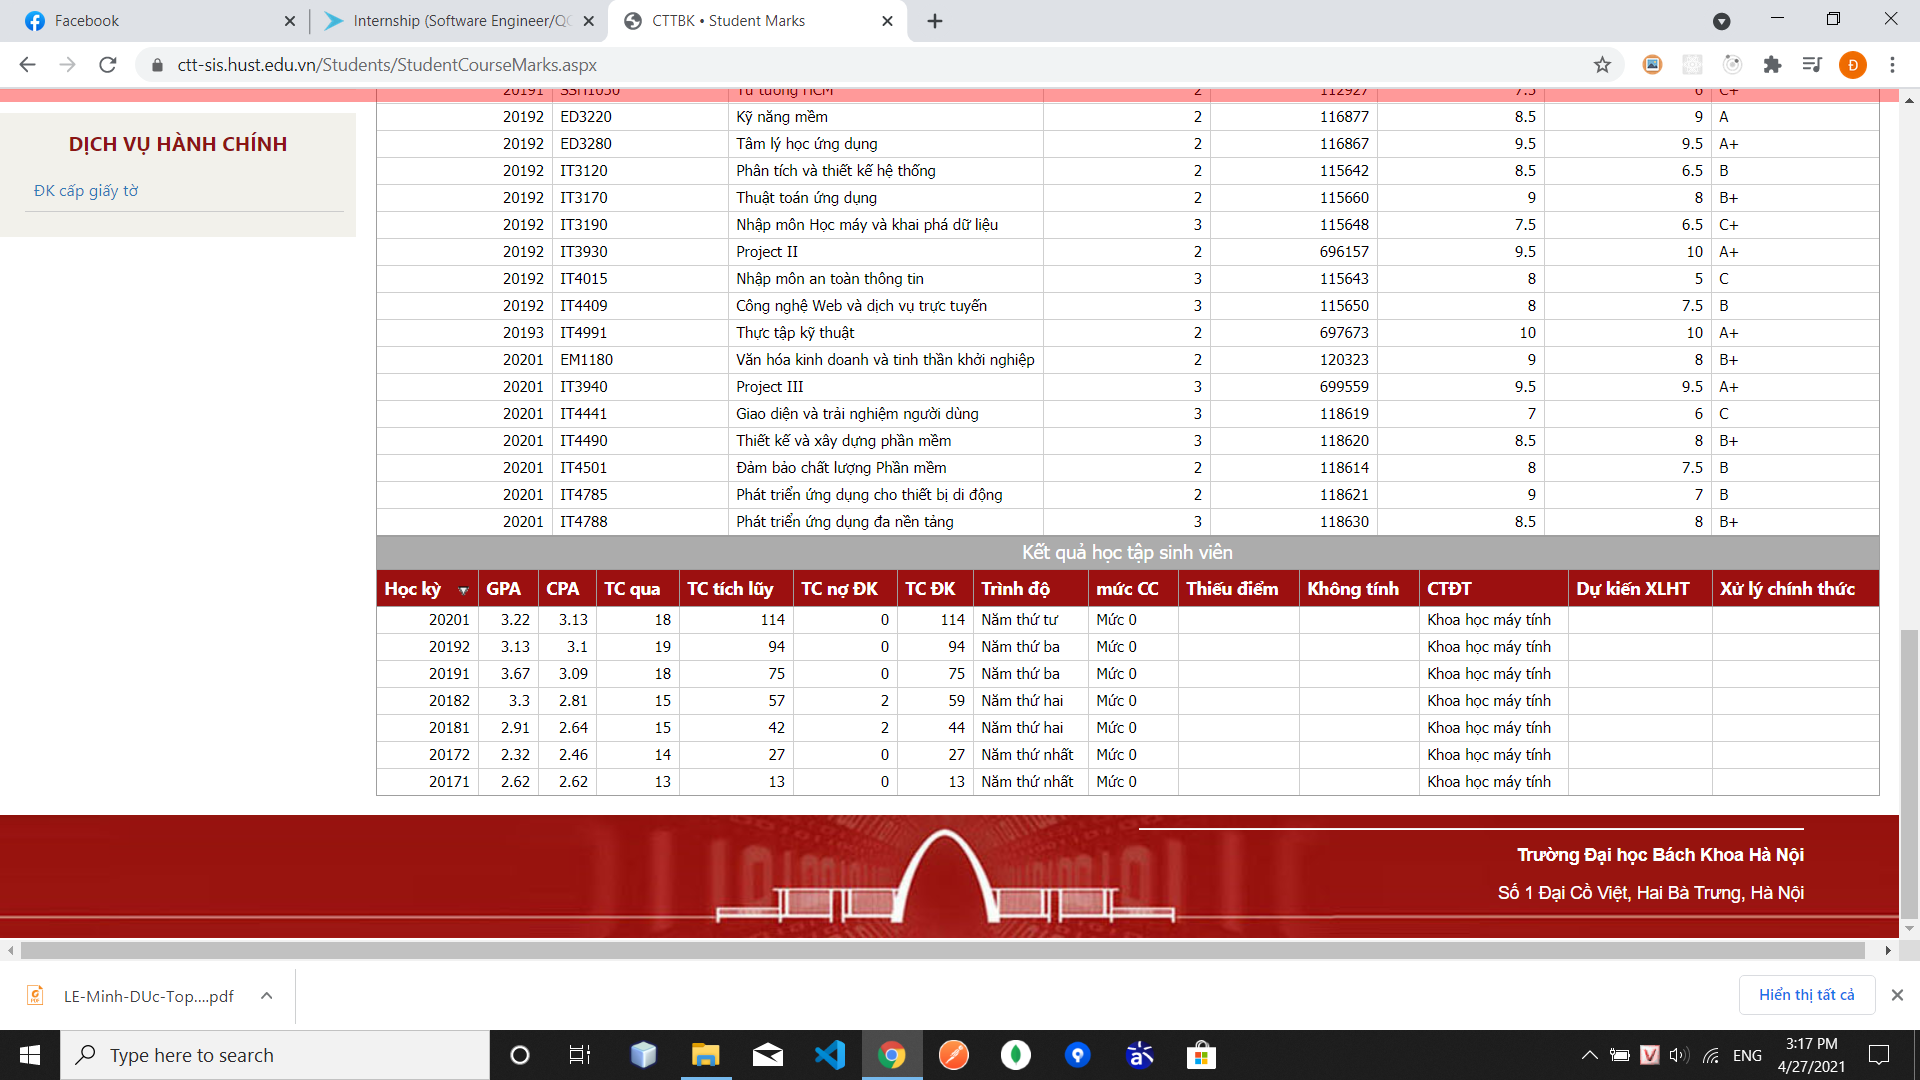 Facebook
Internship (Software Engineer/QC
CTTBK • Student Marks
ctt-sis.hust.edu.vn/Students/StudentCourseMarks.aspx
Đ
DỊCH VỤ HÀNH CHÍNH
ĐK cấp giấy tờ
20191 SSH1050 Tư tưởng HCM 2 112927 7.5 6 C+
20192 ED3220 Kỹ năng mềm 2 116877 8.5 9 A
20192 ED3280 Tâm lý học ứng dụng 2 116867 9.5 9.5 A+
20192 IT3120 Phân tích và thiết kế hệ thống 2 115642 8.5 6.5 B
20192 IT3170 Thuật toán ứng dụng 2 115660 9 8 B+
20192 IT3190 Nhập môn Học máy và khai phá dữ liệu 3 115648 7.5 6.5 C+
20192 IT3930 Project II 2 696157 9.5 10 A+
20192 IT4015 Nhập môn an toàn thông tin 3 115643 8 5 C
20192 IT4409 Công nghệ Web và dịch vụ trực tuyến 3 115650 8 7.5 B
20193 IT4991 Thực tập kỹ thuật 2 697673 10 10 A+
20201 EM1180 Văn hóa kinh doanh và tinh thần khởi nghiệp 2 120323 9 8 B+
20201 IT3940 Project III 3 699559 9.5 9.5 A+
20201 IT4441 Giao diện và trải nghiệm người dùng 3 118619 7 6 C
20201 IT4490 Thiết kế và xây dựng phần mềm 3 118620 8.5 8 B+
20201 IT4501 Đảm bảo chất lượng Phần mềm 2 118614 8 7.5 B
20201 IT4785 Phát triển ứng dụng cho thiết bị di động 2 118621 9 7 B
20201 IT4788 Phát triển ứng dụng đa nền tảng 3 118630 8.5 8 B+
Kết quả học tập sinh viên
Học kỳ GPA CPA TC qua TC tích lũy TC nợ ĐK TC ĐK Trình độ mức CC Thiếu điểm Không tính CTĐT Dự kiến XLHT Xử lý chính thức
20201 3.22 3.13 18 114 0 114 Năm thứ tư Mức 0 Khoa học máy tính
20192 3.13 3.1 19 94 0 94 Năm thứ ba Mức 0 Khoa học máy tính
20191 3.67 3.09 18 75 0 75 Năm thứ ba Mức 0 Khoa học máy tính
20182 3.3 2.81 15 57 2 59 Năm thứ hai Mức 0 Khoa học máy tính
20181 2.91 2.64 15 42 2 44 Năm thứ hai Mức 0 Khoa học máy tính
20172 2.32 2.46 14 27 0 27 Năm thứ nhất Mức 0 Khoa học máy tính
20171 2.62 2.62 13 13 0 13 Năm thứ nhất Mức 0 Khoa học máy tính
Trường Đại học Bách Khoa Hà Nội
Số 1 Đại Cồ Việt, Hai Bà Trưng, Hà Nội
LE-Minh-DUc-Top....pdf
Hiển thị tất cả
Type here to search
ENG
3:17 PM
4/27/2021